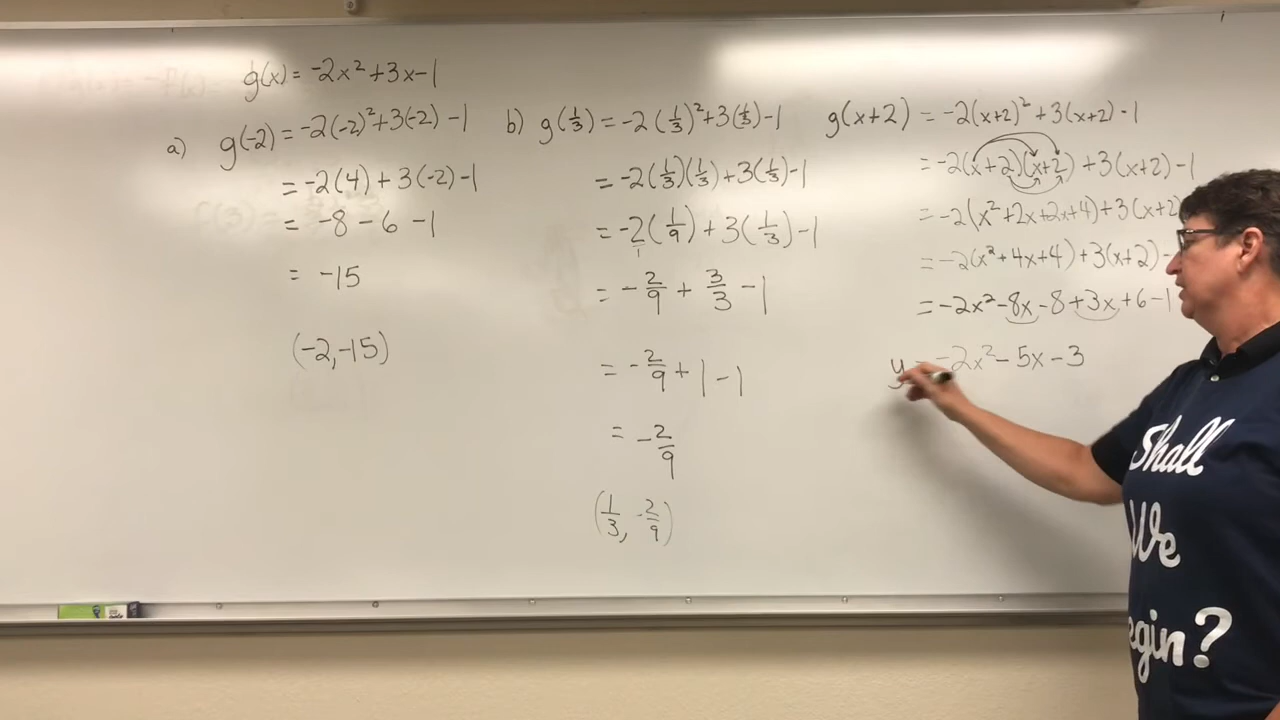 g(x) = -2x² + 3x - 1
a) g(-2) = -2(-2)² + 3(-2) - 1
= -2(4) + 3(-2) - 1
= -8 - 6 - 1
= -15
(-2, -15)
b) g(1/3) = -2(1/3)² + 3(1/3) - 1
= -2(1/3)(1/3) + 3(1/3) - 1
= -2/1(1/9) + 3(1/3) - 1
= -2/9 + 3/3 - 1
= -2/9 + 1 - 1
= -2/9
(1/3, -2/9)
g(x+2) = -2(x+2)² + 3(x+2) - 1
= -2(x+2)(x+2) + 3(x+2) - 1
= -2(x² + 2x + 2x + 4) + 3(x+2)
= -2(x² + 4x + 4) + 3(x+2) -
= -2x² - 8x - 8 + 3x + 6 - 1
y = -2x² - 5x - 3
Shall
We
egin?